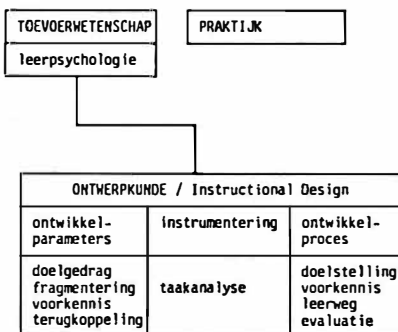 TOEVOERWETENSCHAP
PRAKTIJK
leerpsychologie
ONTWERPKUNDE / Instructional Design
ontwikkel-
parameters
instrumentering
ontwikkel-
proces
doelgedrag
fragmentering
voorkennis
terugkoppeling
taakanalyse
doelstelling
voorkennis
leerweg
evaluatie